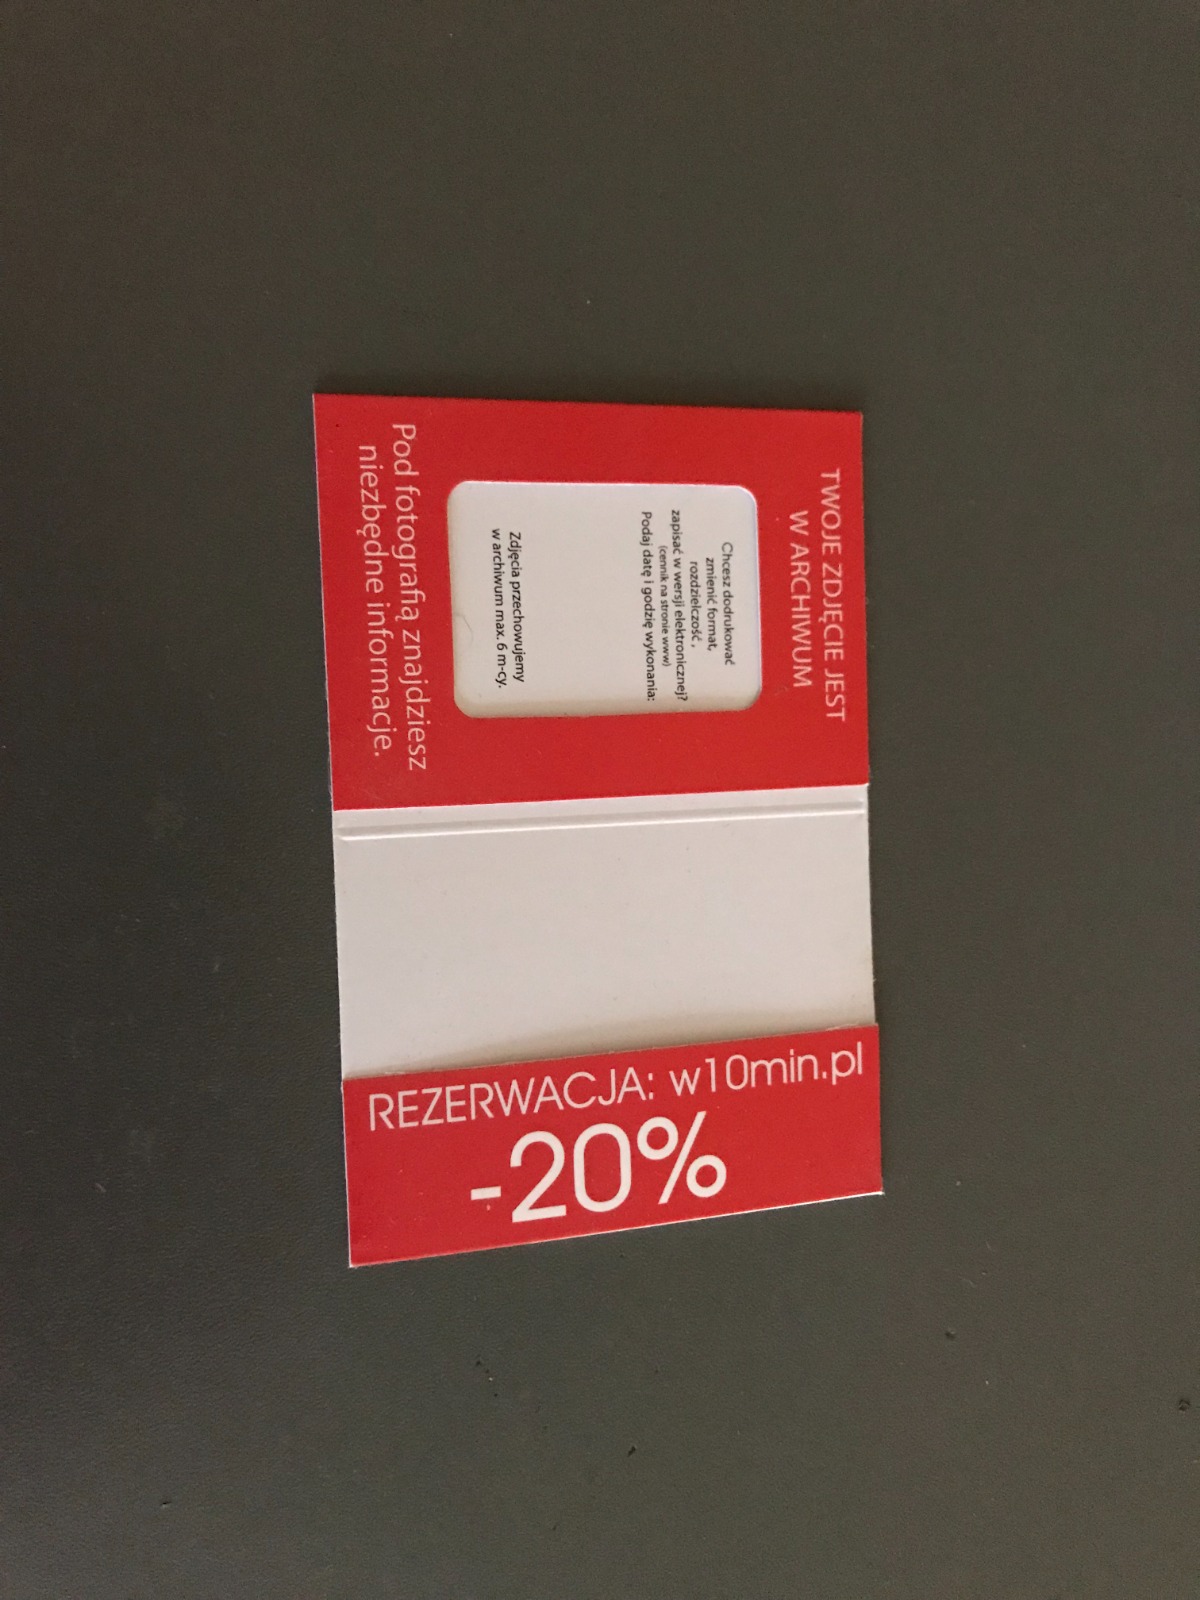 TWOJE ZDJĘCIE JEST
W ARCHIWUM
Chcesz dodrukować
zmienić format,
rozdzielczość,
zapisać w wersji elektronicznej?
(cennik na stronie www)
Podaj datę i godzię wykonania:
Zdjęcia przechowujemy
w archiwum max. 6 m-cy.
Pod fotografią znajdziesz
niezbędne informacje.
REZERWACJA: w10min.pl
-20%